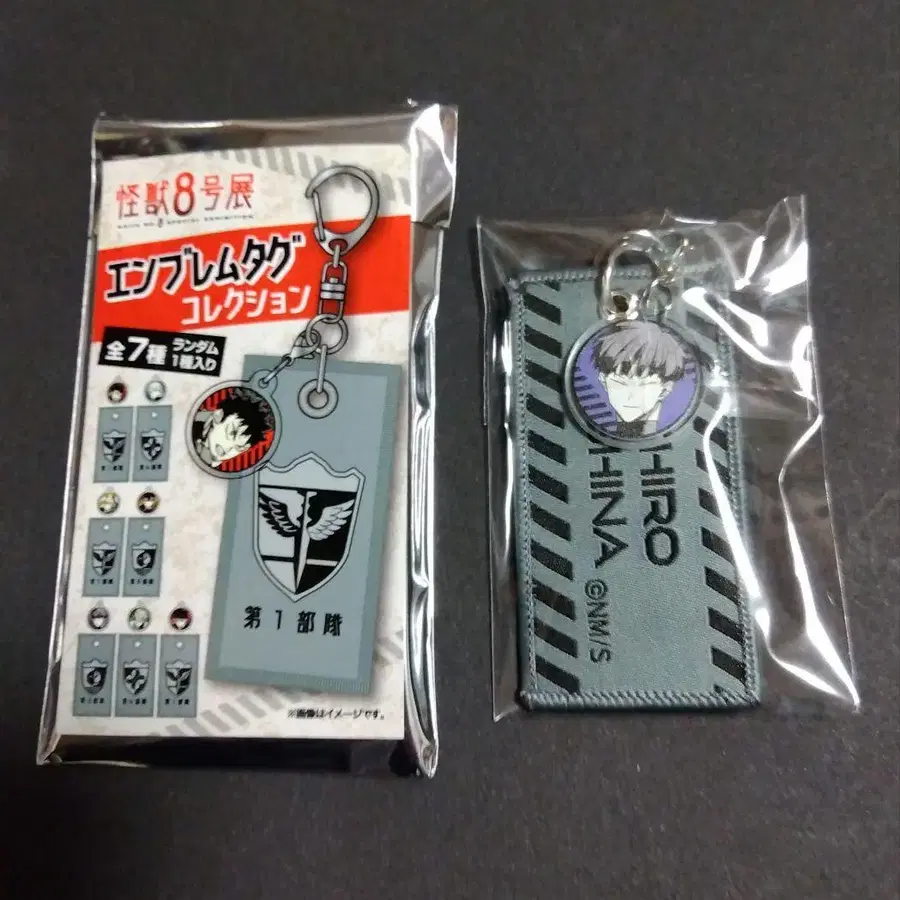 怪獣8号展
KAIJU NO.8 SPECIAL EXHIBITION
エンブレムタグ
コレクション
全7種
ランダム
1種入り
第1部隊
※画像はイメージです。
HIRO
HINA
©NM/S